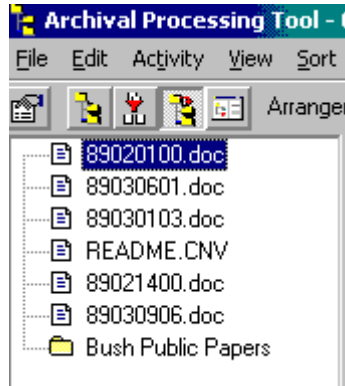 Archival Processing Tool -
File Edit Activity View Sort
Arranger
89020100.doc
89030601.doc
89030103.doc
README.CNV
89021400.doc
89030906.doc
Bush Public Papers